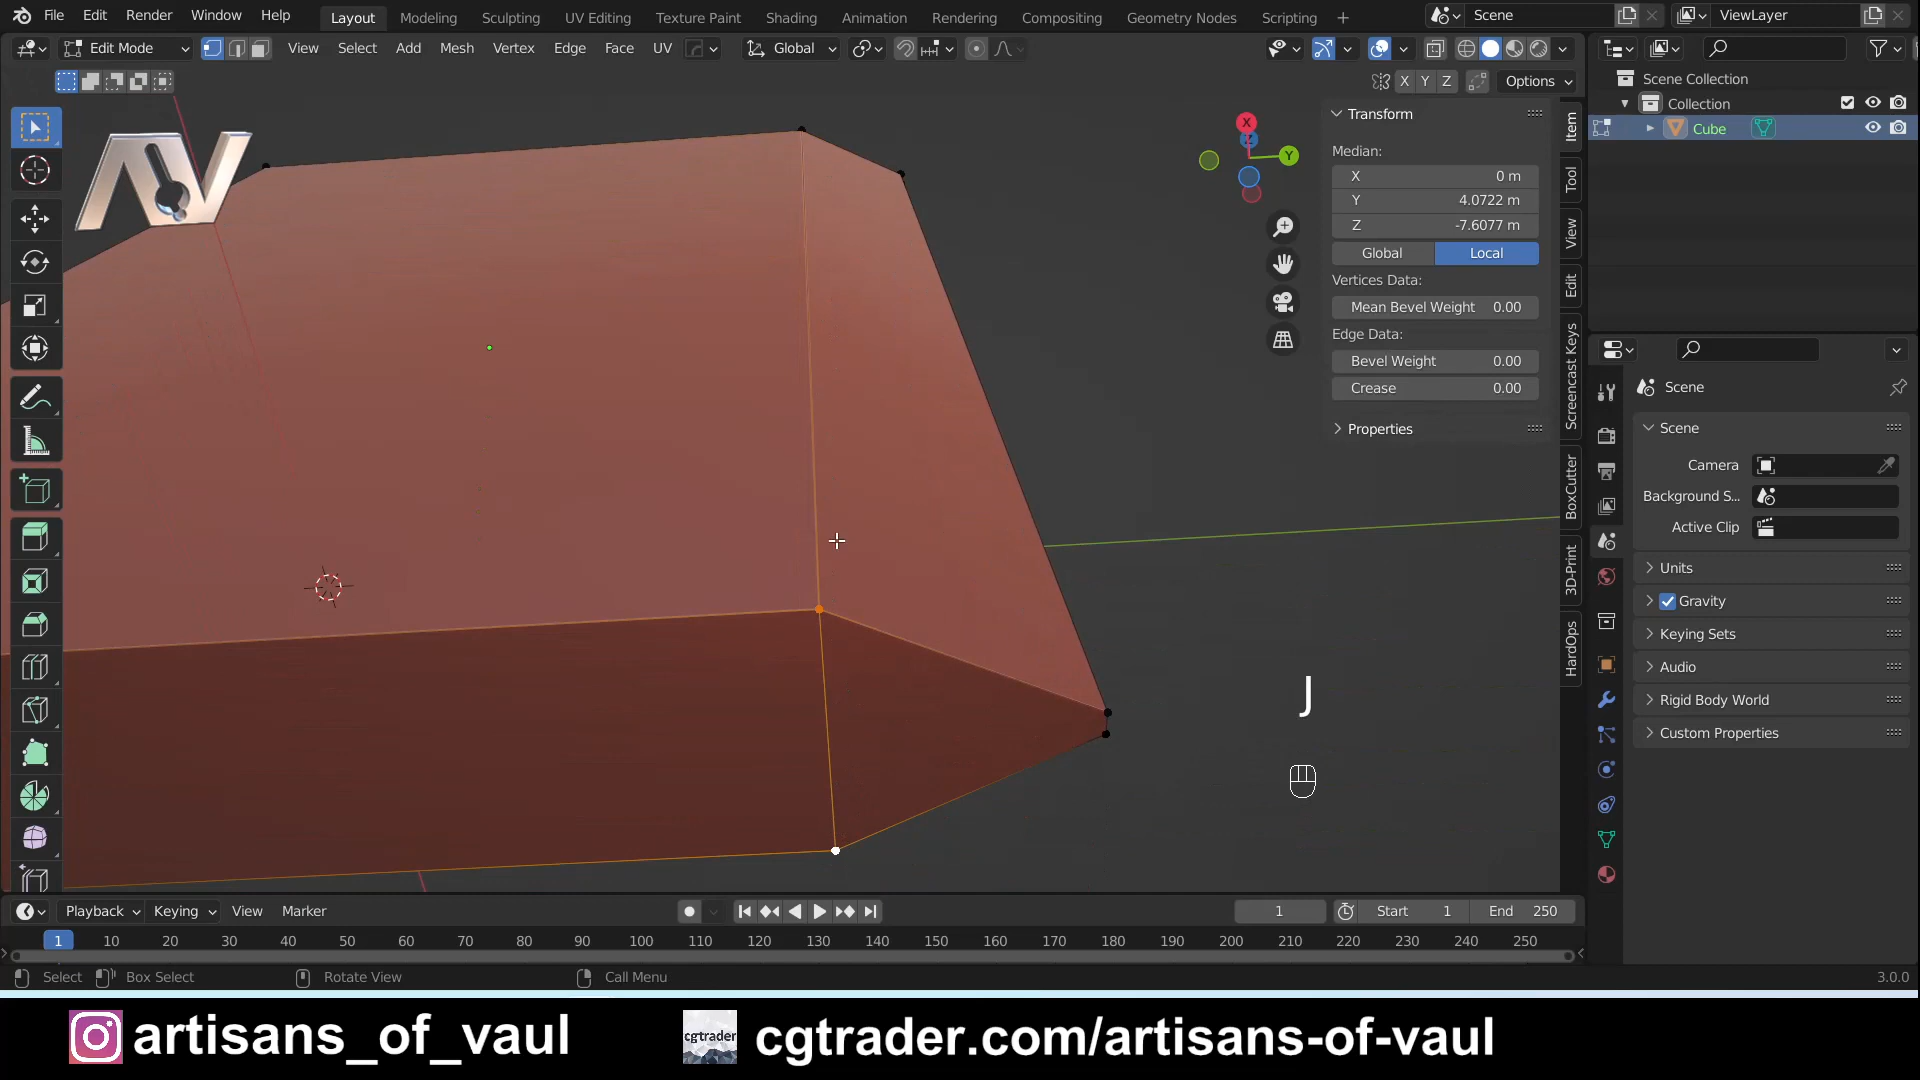 File Edit Render Window Help Layout Modeling Sculpting UV Editing Texture Paint Shading Animation Rendering Compositing Geometry Nodes Scripting + Scene ViewLayer
Edit Mode View Select Add Mesh Vertex Edge Face UV Global
X Y Z Options
Scene Collection
Collection
Cube
X
Y
Transform
Median:
X 0 m
Y 4.0722 m
Z -7.6077 m
Global Local
Vertices Data:
Mean Bevel Weight 0.00
Edge Data:
Bevel Weight 0.00
Crease 0.00
Properties
Item
Tool
View
Edit
Screencast Keys
BoxCutter
3D-Print
HardOps
Scene
Scene
Camera
Background S...
Active Clip
Units
Gravity
Keying Sets
Audio
Rigid Body World
Custom Properties
J
AV
Playback Keying View Marker 1 Start 1 End 250
1 10 20 30 40 50 60 70 80 90 100 110 120 130 140 150 160 170 180 190 200 210 220 230 240 250
Select Box Select Rotate View Call Menu 3.0.0
artisans_of_vaul cgtrader cgtrader.com/artisans-of-vaul